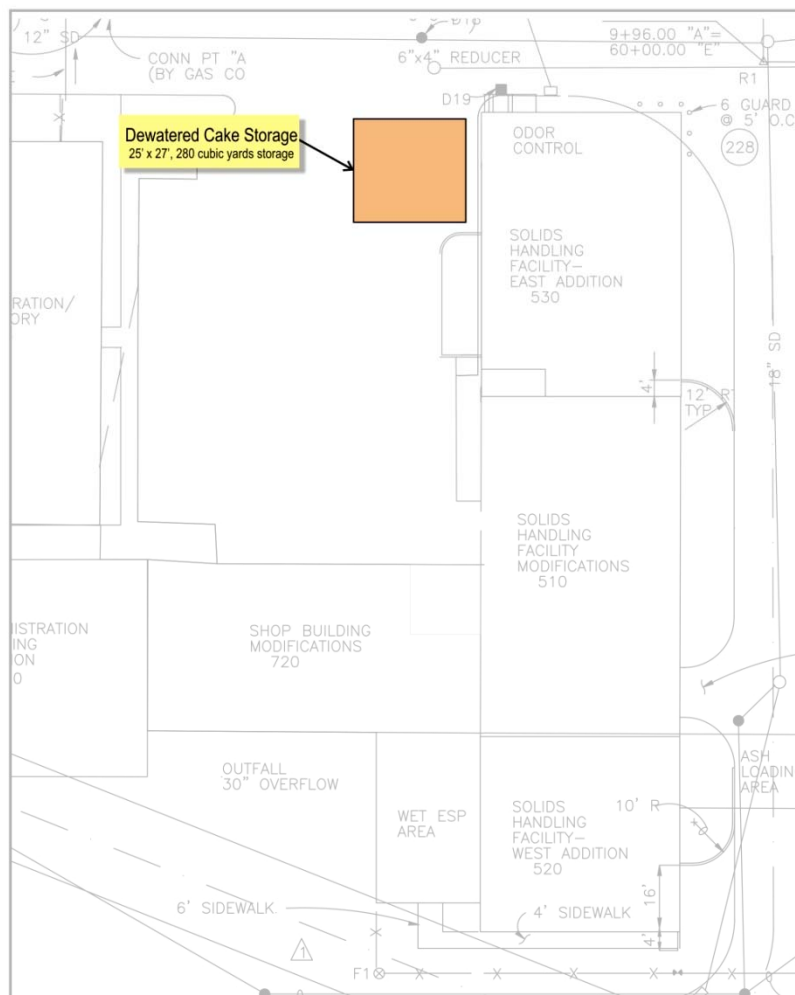 12" SD
D18
CONN PT "A
(BY GAS CO
6"x4" REDUCER
9+96.00 "A"=
60+00.00 "E"
R1
D19
6 GUARD
@ 5' O.C
228
Dewatered Cake Storage
25' x 27', 280 cubic yards storage
ODOR
CONTROL
SOLIDS
HANDLING
FACILITY-
EAST ADDITION
530
RATION/
ORY
18" SD
4'
12' R
TYP
SOLIDS
HANDLING
FACILITY
MODIFICATIONS
510
NISTRATION
ING
ION
0
SHOP BUILDING
MODIFICATIONS
720
OUTFALL
30" OVERFLOW
WET ESP
AREA
SOLIDS
HANDLING
FACILITY-
WEST ADDITION
520
10' R
ASH
LOADIN
AREA
16'
6' SIDEWALK
4' SIDEWALK
4'
1
F1